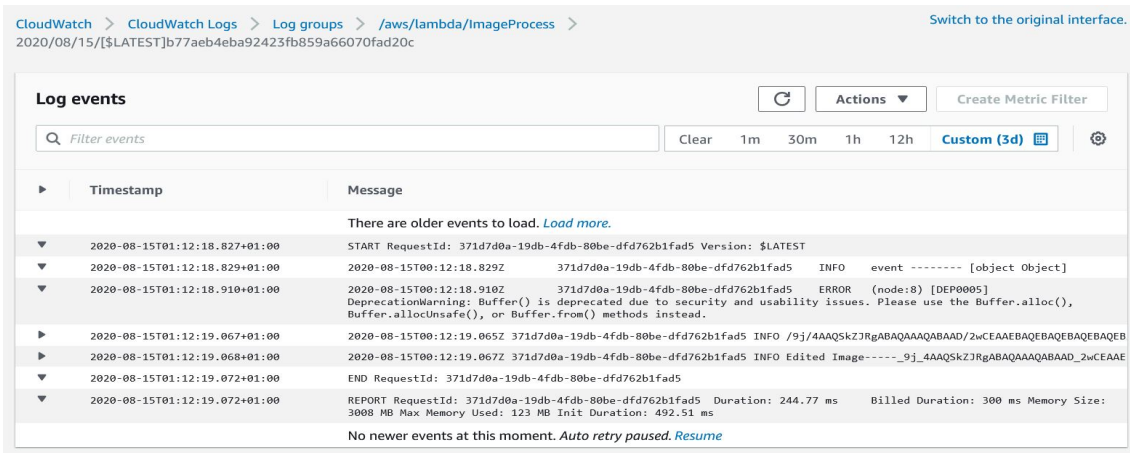 CloudWatch > CloudWatch Logs > Log groups > /aws/lambda/ImageProcess >
Switch to the original interface.
2020/08/15/[$LATEST]b77aeb4eba92423fb859a66070fad20c
Log events
Actions
Create Metric Filter
Filter events
Clear 1m 30m 1h 12h Custom (3d)
Timestamp Message
There are older events to load. Load more.
2020-08-15T01:12:18.827+01:00 START RequestId: 371d7d0a-19db-4fdb-80be-dfd762b1fad5 Version: $LATEST
2020-08-15T01:12:18.829+01:00 2020-08-15T00:12:18.829Z 371d7d0a-19db-4fdb-80be-dfd762b1fad5 INFO event -------- [object Object]
2020-08-15T01:12:18.910+01:00 2020-08-15T00:12:18.910Z 371d7d0a-19db-4fdb-80be-dfd762b1fad5 ERROR (node:8) [DEP0005]
DeprecationWarning: Buffer() is deprecated due to security and usability issues. Please use the Buffer.alloc(),
Buffer.allocUnsafe(), or Buffer.from() methods instead.
2020-08-15T01:12:19.067+01:00 2020-08-15T00:12:19.065Z 371d7d0a-19db-4fdb-80be-dfd762b1fad5 INFO /9j/4AAQSkZJRgABAQAAAQABAAD/2wCEAAEBAQEBAQEBAQEBAQEB
2020-08-15T01:12:19.068+01:00 2020-08-15T00:12:19.067Z 371d7d0a-19db-4fdb-80be-dfd762b1fad5 INFO Edited Image-----_9j_4AAQSkZJRgABAQAAAQABAAD_2wCEAAE
2020-08-15T01:12:19.072+01:00 END RequestId: 371d7d0a-19db-4fdb-80be-dfd762b1fad5
2020-08-15T01:12:19.072+01:00 REPORT RequestId: 371d7d0a-19db-4fdb-80be-dfd762b1fad5 Duration: 244.77 ms Billed Duration: 300 ms Memory Size:
3008 MB Max Memory Used: 123 MB Init Duration: 492.51 ms
No newer events at this moment. Auto retry paused. Resume